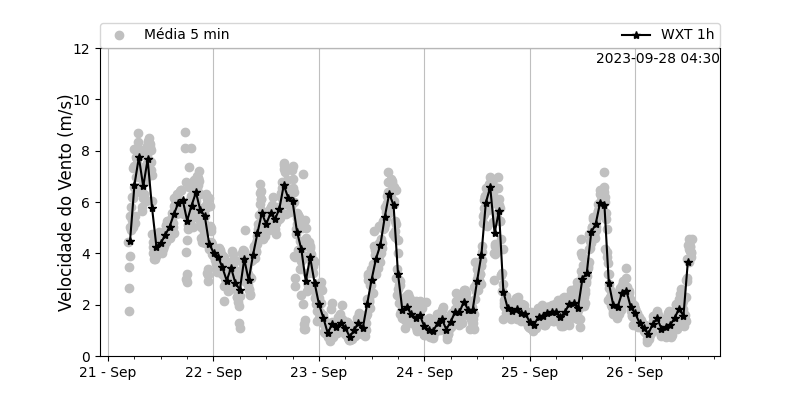 Média 5 min
WXT 1h
2023-09-28 04:30
Velocidade do Vento (m/s)
12
10
8
6
4
2
0
21 - Sep
22 - Sep
23 - Sep
24 - Sep
25 - Sep
26 - Sep